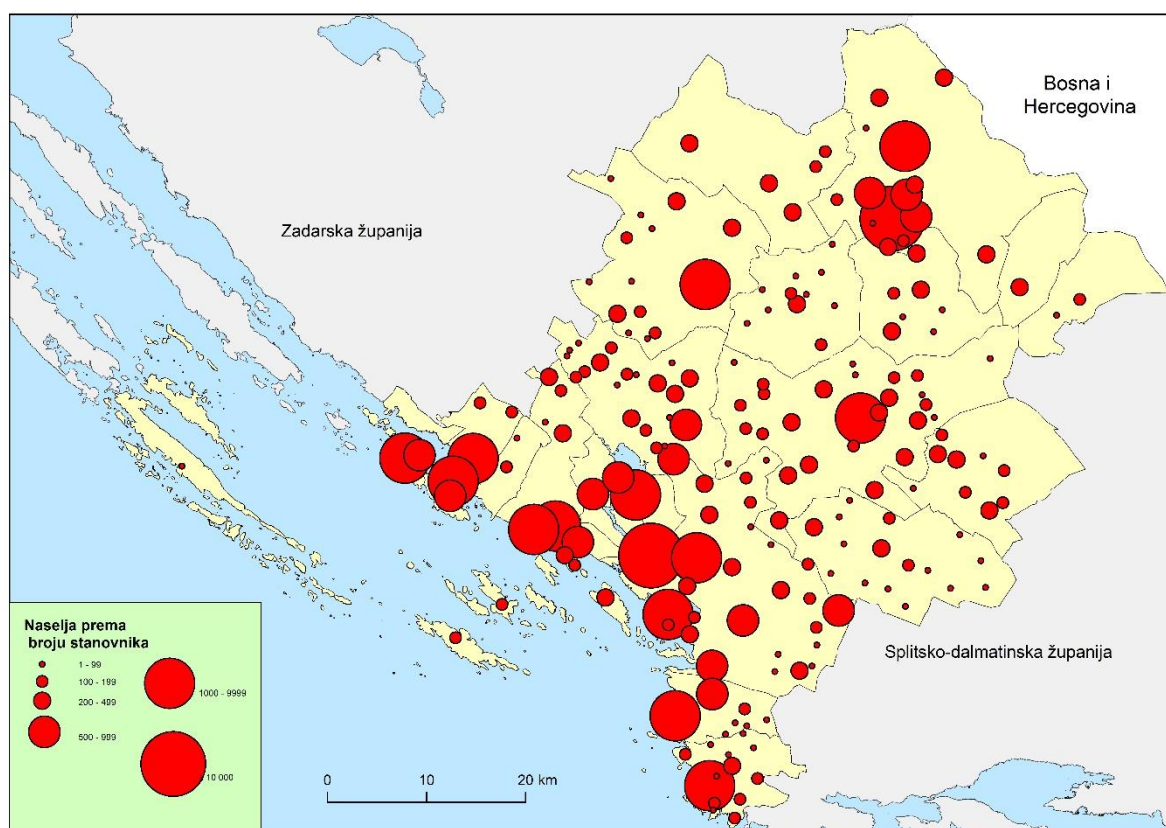 Bosna i
Hercegovina
Zadarska županija
Splitsko-dalmatinska županija
Naselja prema
broju stanovnika
1 - 99
100 - 199
200 - 499
500 - 999
1000 - 9999
10 000
0 10 20 km